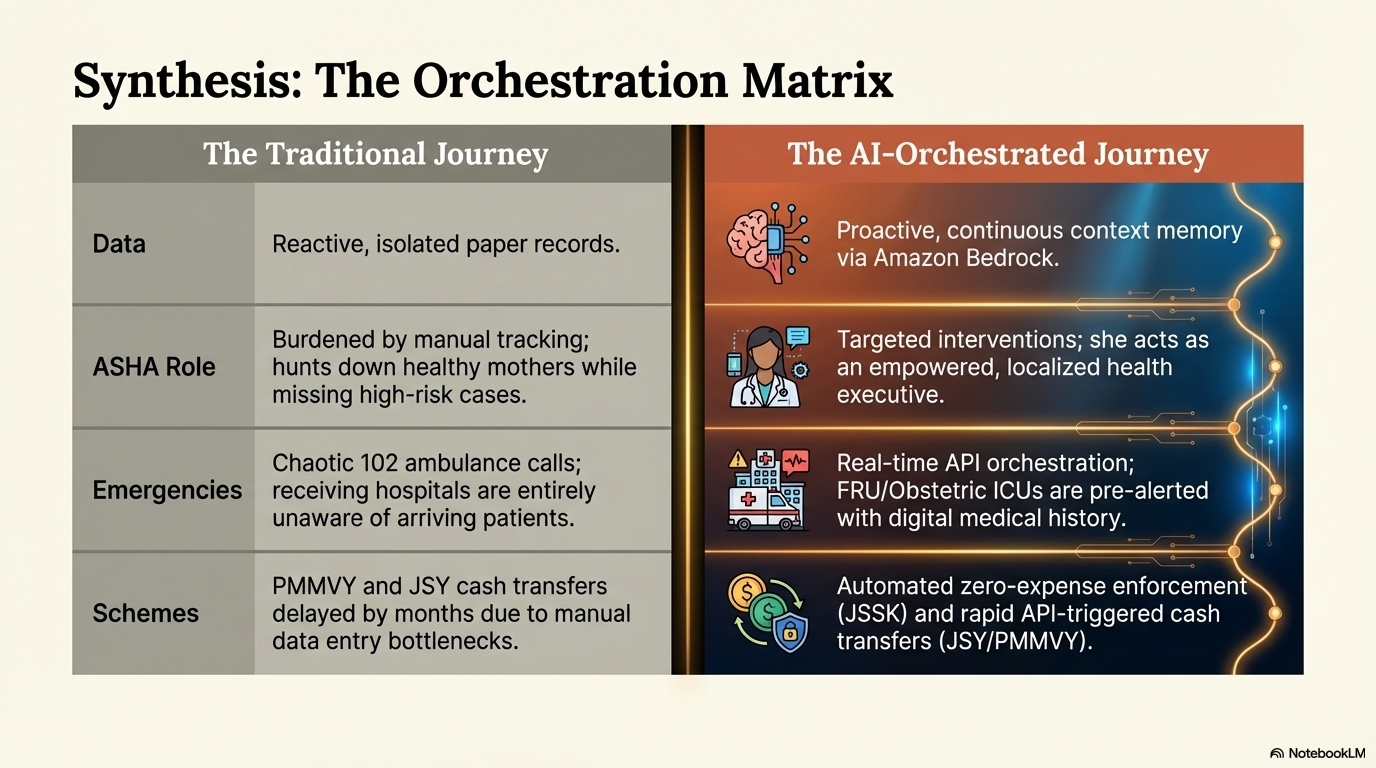 Synthesis: The Orchestration Matrix
The Traditional Journey
The AI-Orchestrated Journey
Data
Reactive, isolated paper records.
Proactive, continuous context memory
via Amazon Bedrock.
ASHA Role
Burdened by manual tracking;
hunts down healthy mothers while
missing high-risk cases.
Targeted interventions; she acts as
an empowered, localized health
executive.
Emergencies
Chaotic 102 ambulance calls;
receiving hospitals are entirely
unaware of arriving patients.
Real-time API orchestration;
FRU/Obstetric ICUs are pre-alerted
with digital medical history.
Schemes
PMMVY and JSY cash transfers
delayed by months due to manual
data entry bottlenecks.
Automated zero-expense enforcement
(JSSK) and rapid API-triggered cash
transfers (JSY/PMMVY).
NotebookLM